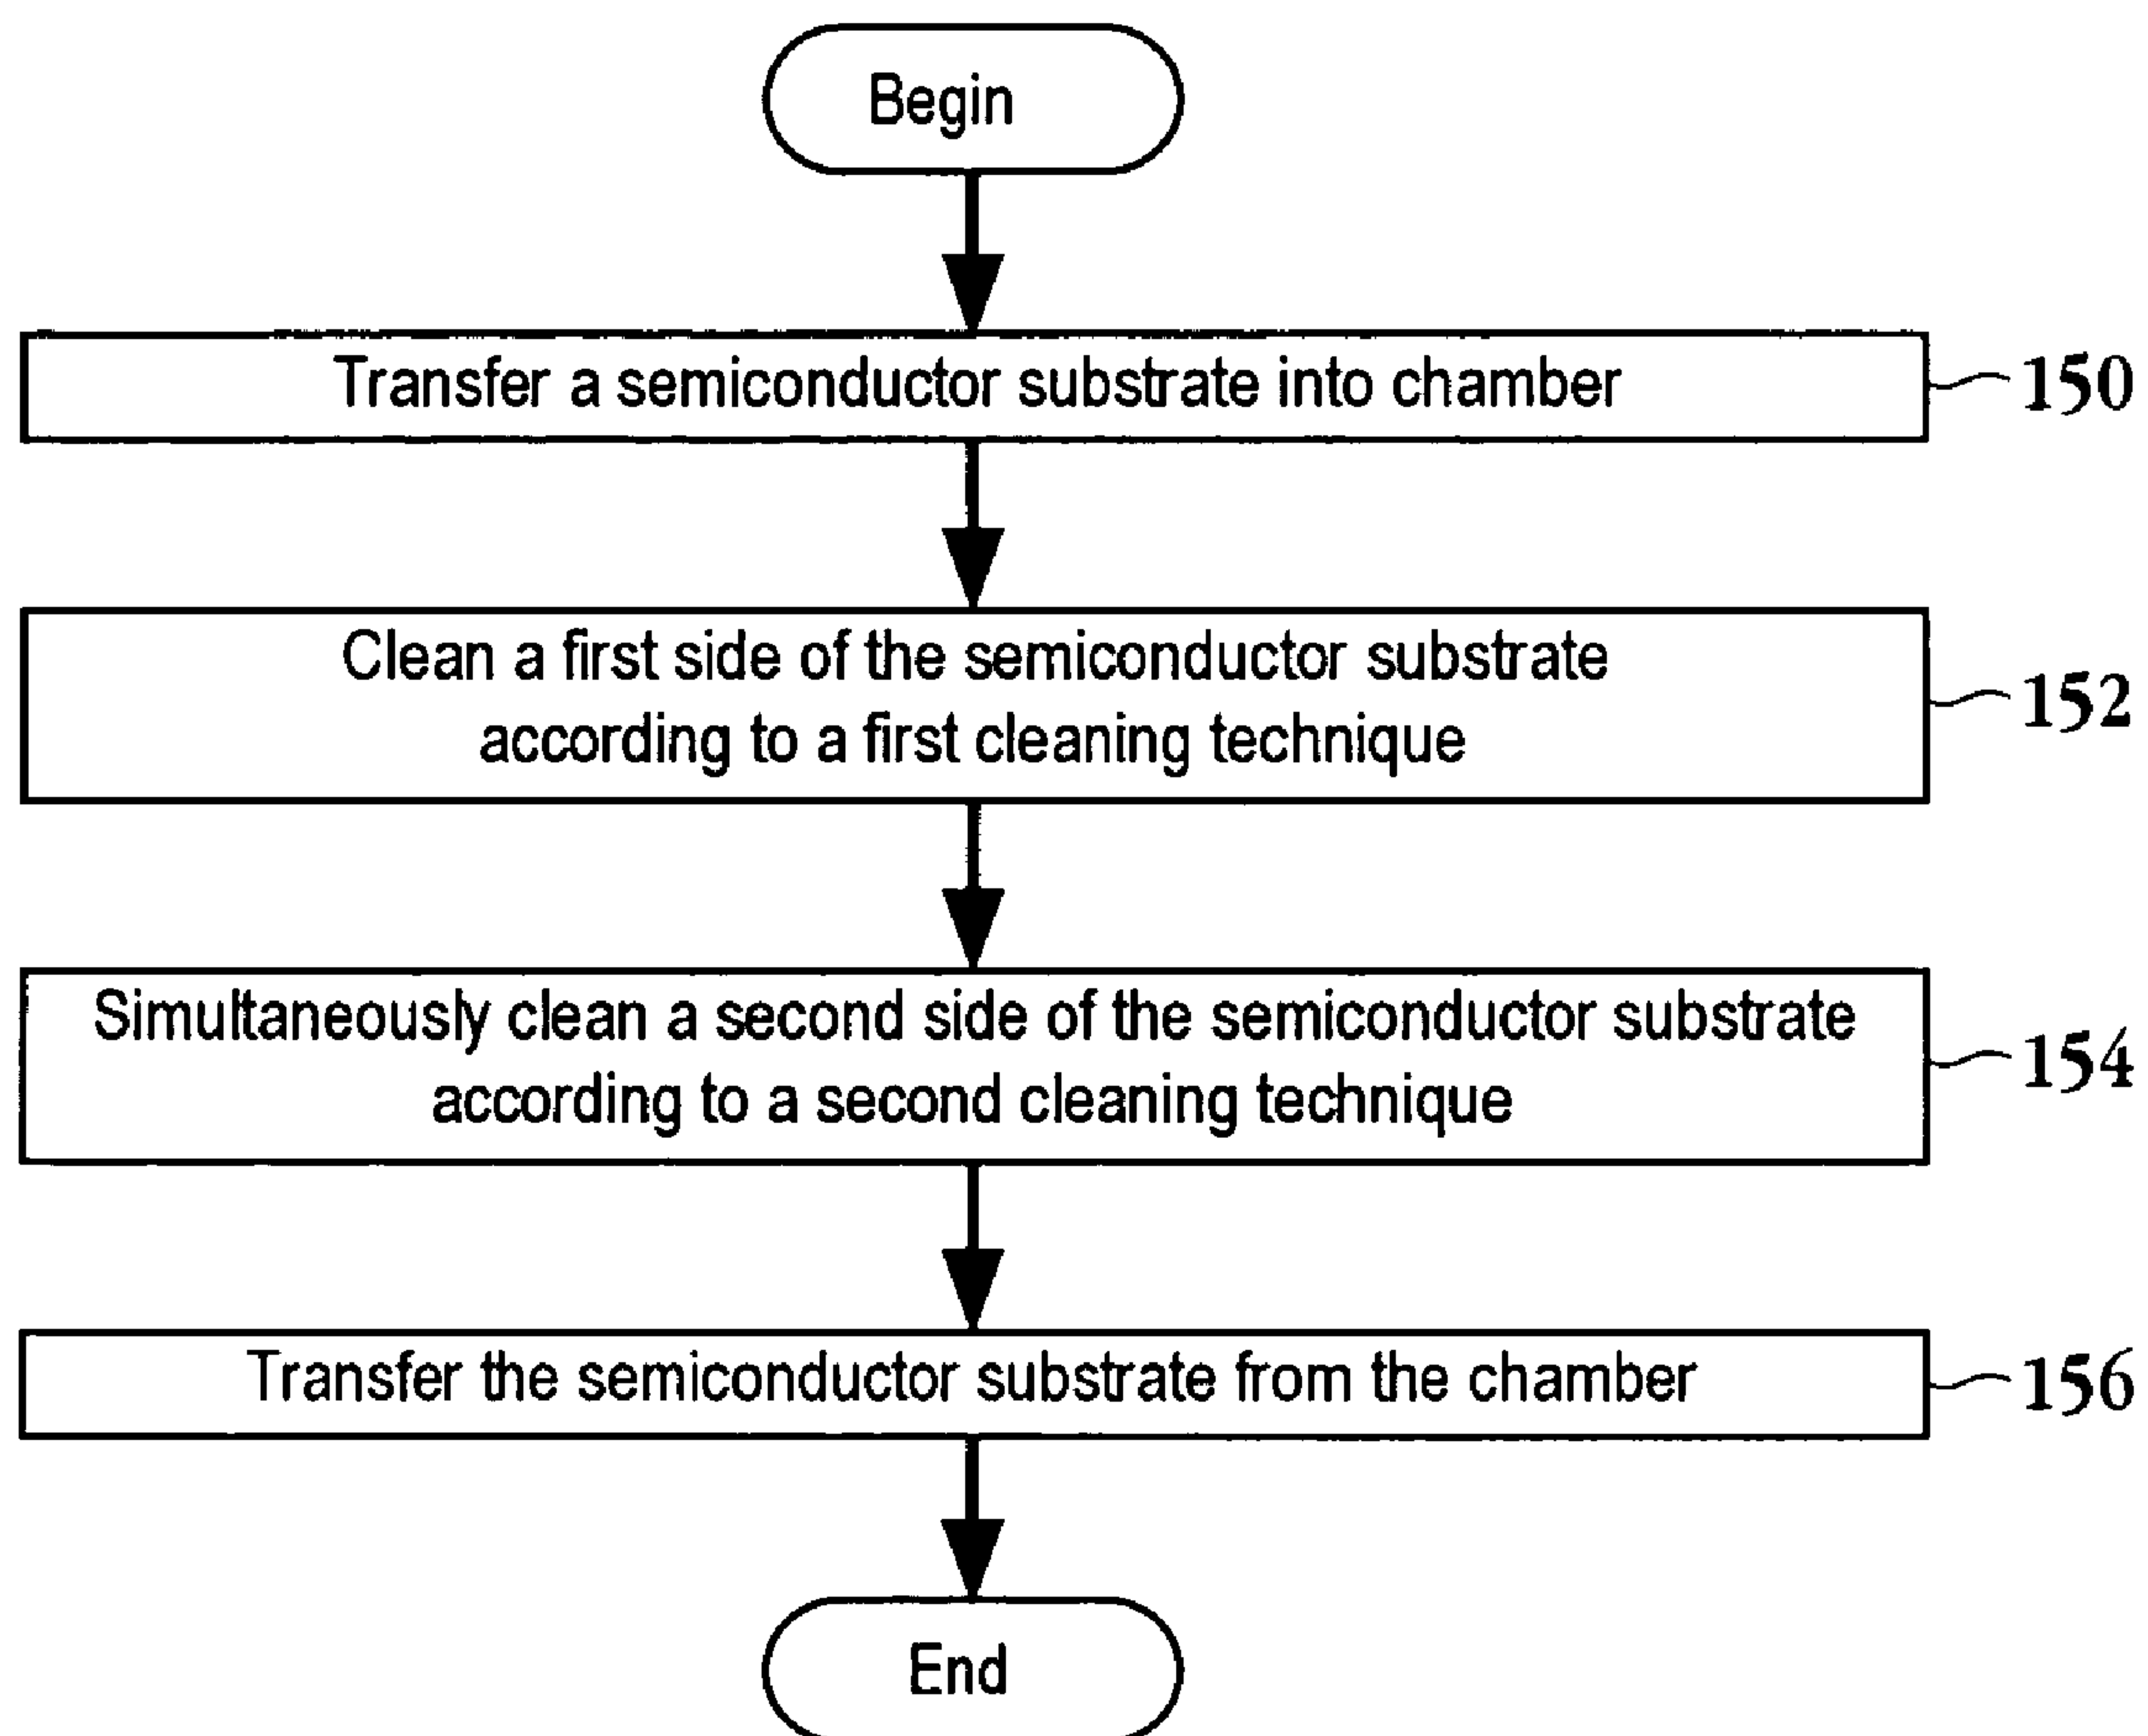 Begin
Transfer a semiconductor substrate into chamber
150
Clean a first side of the semiconductor substrate
according to a first cleaning technique
152
Simultaneously clean a second side of the semiconductor substrate
according to a second cleaning technique
154
Transfer the semiconductor substrate from the chamber
156
End